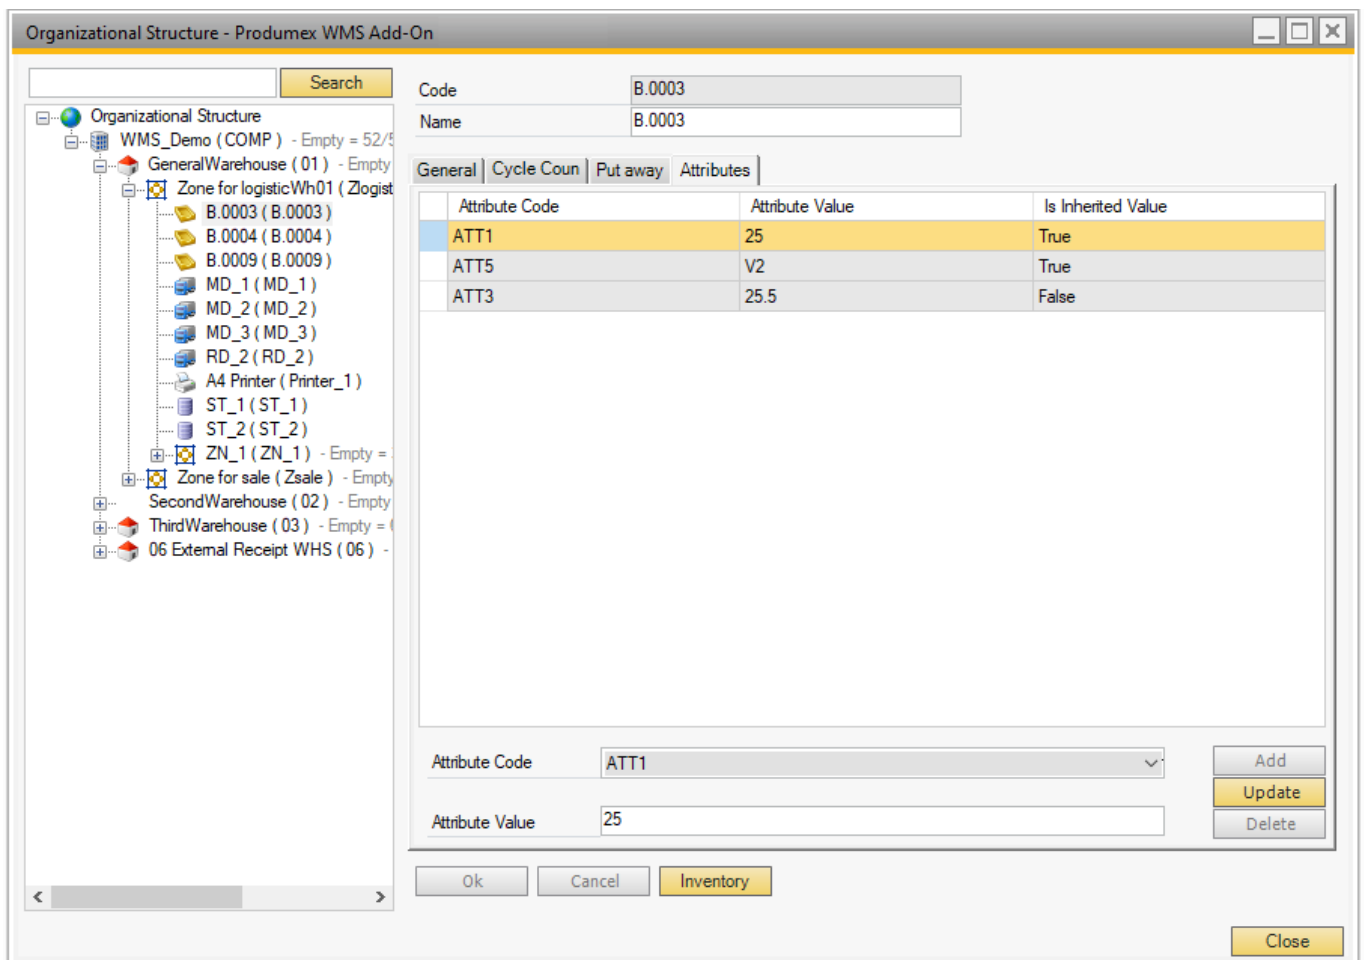 Organizational Structure - Produmex WMS Add-On
Search
Organizational Structure
WMS_Demo ( COMP ) - Empty = 52/5
GeneralWarehouse ( 01 ) - Empty
Zone for logisticWh01 ( Zlogist
B.0003 ( B.0003 )
B.0004 ( B.0004 )
B.0009 ( B.0009 )
MD_1 ( MD_1 )
MD_2 ( MD_2 )
MD_3 ( MD_3 )
RD_2 ( RD_2 )
A4 Printer ( Printer_1 )
ST_1 ( ST_1 )
ST_2 ( ST_2 )
ZN_1 ( ZN_1 ) - Empty =
Zone for sale ( Zsale ) - Empty
SecondWarehouse ( 02 ) - Empty
ThirdWarehouse ( 03 ) - Empty =
06 External Receipt WHS ( 06 ) -
Code B.0003
Name B.0003
General Cycle Coun Put away Attributes
Attribute Code Attribute Value Is Inherited Value
ATT1 25 True
ATT5 V2 True
ATT3 25.5 False
Attribute Code ATT1 Add
Update
Attribute Value 25 Delete
Ok Cancel Inventory
Close